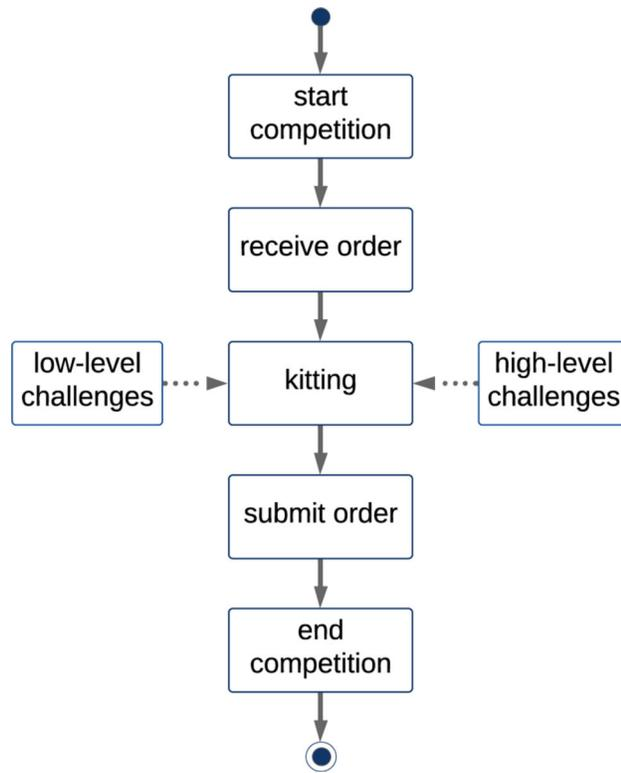 start
competition
receive order
low-level
challenges
kitting
high-level
challenges
submit order
end
competition